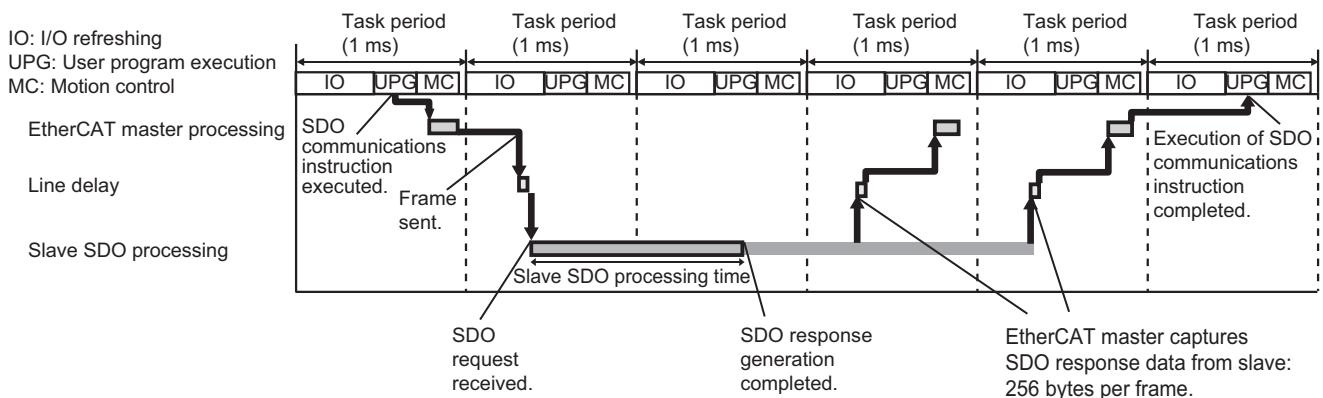 IO: I/O refreshing
UPG: User program execution
MC: Motion control
Task period
(1 ms)
Task period
(1 ms)
Task period
(1 ms)
Task period
(1 ms)
Task period
(1 ms)
Task period
(1 ms)
IO UPG MC IO UPG MC IO UPG MC IO UPG MC IO UPG MC IO UPG MC
EtherCAT master processing
SDO
communications
instruction
executed.
Execution of SDO
communications
instruction
completed.
Line delay
Frame
sent.
Slave SDO processing
Slave SDO processing time
SDO
request
received.
SDO response
generation
completed.
EtherCAT master captures
SDO response data from slave:
256 bytes per frame.